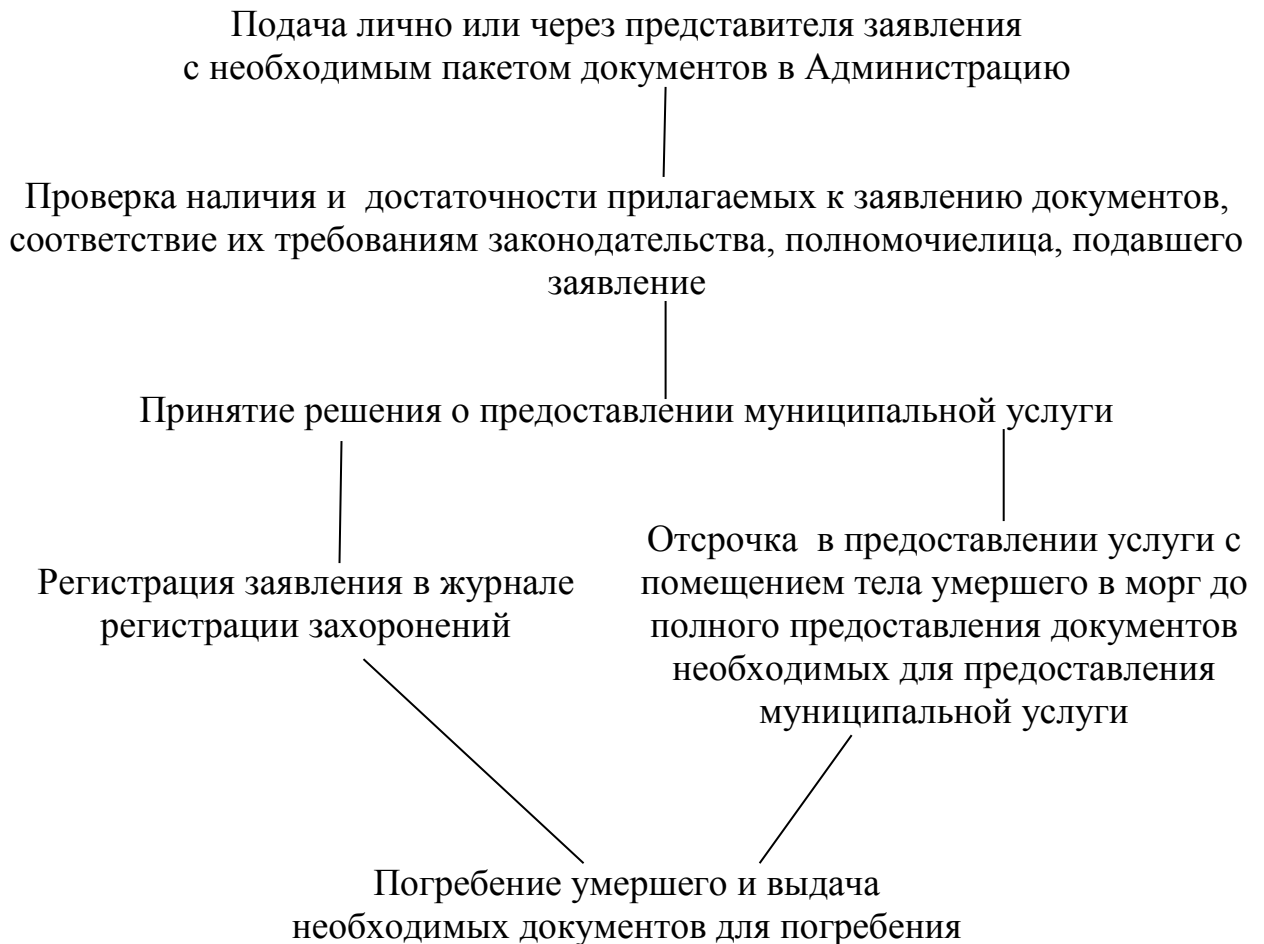 Подача лично или через представителя заявления
с необходимым пакетом документов в Администрацию
Проверка наличия и  достаточности прилагаемых к заявлению документов,
соответствие их требованиям законодательства, полномочиелица, подавшего
заявление
Принятие решения о предоставлении муниципальной услуги
Регистрация заявления в журнале
регистрации захоронений
Отсрочка  в предоставлении услуги с
помещением тела умершего в морг до
полного предоставления документов
необходимых для предоставления
муниципальной услуги
Погребение умершего и выдача
необходимых документов для погребения